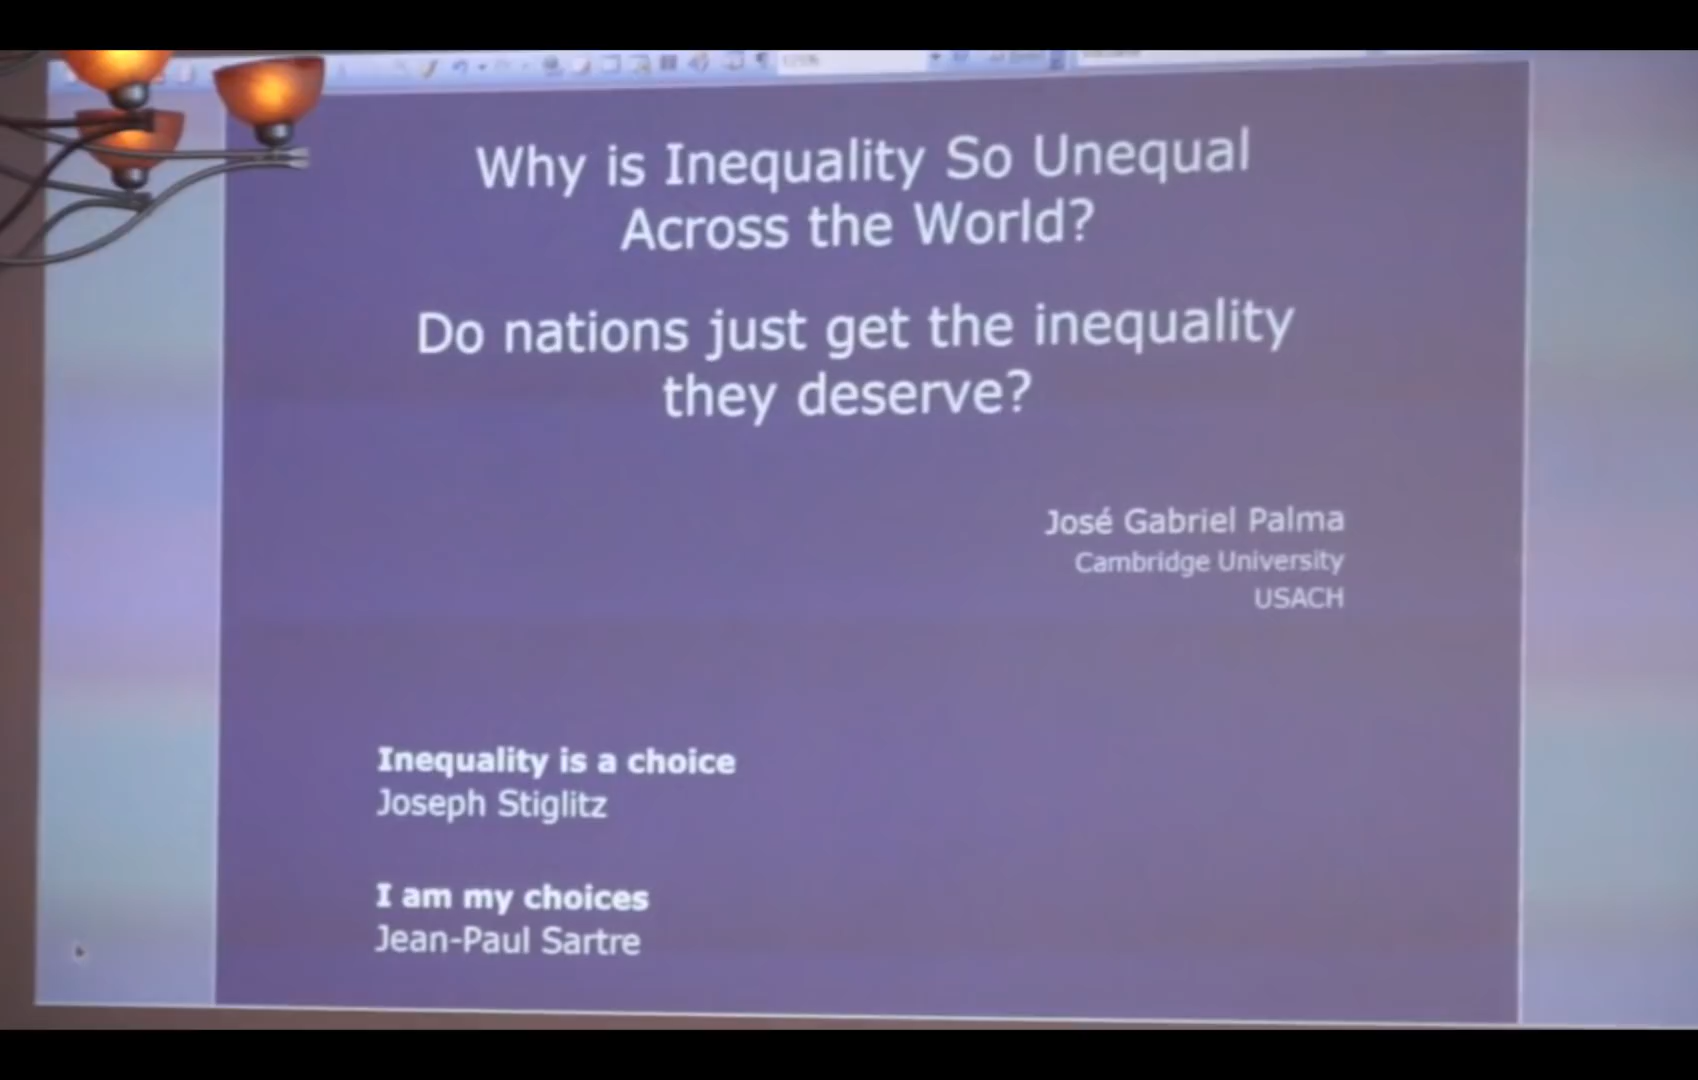 Why is Inequality So Unequal
Across the World?
Do nations just get the inequality
they deserve?
José Gabriel Palma
Cambridge University
USACH
Inequality is a choice
Joseph Stiglitz
I am my choices
Jean-Paul Sartre